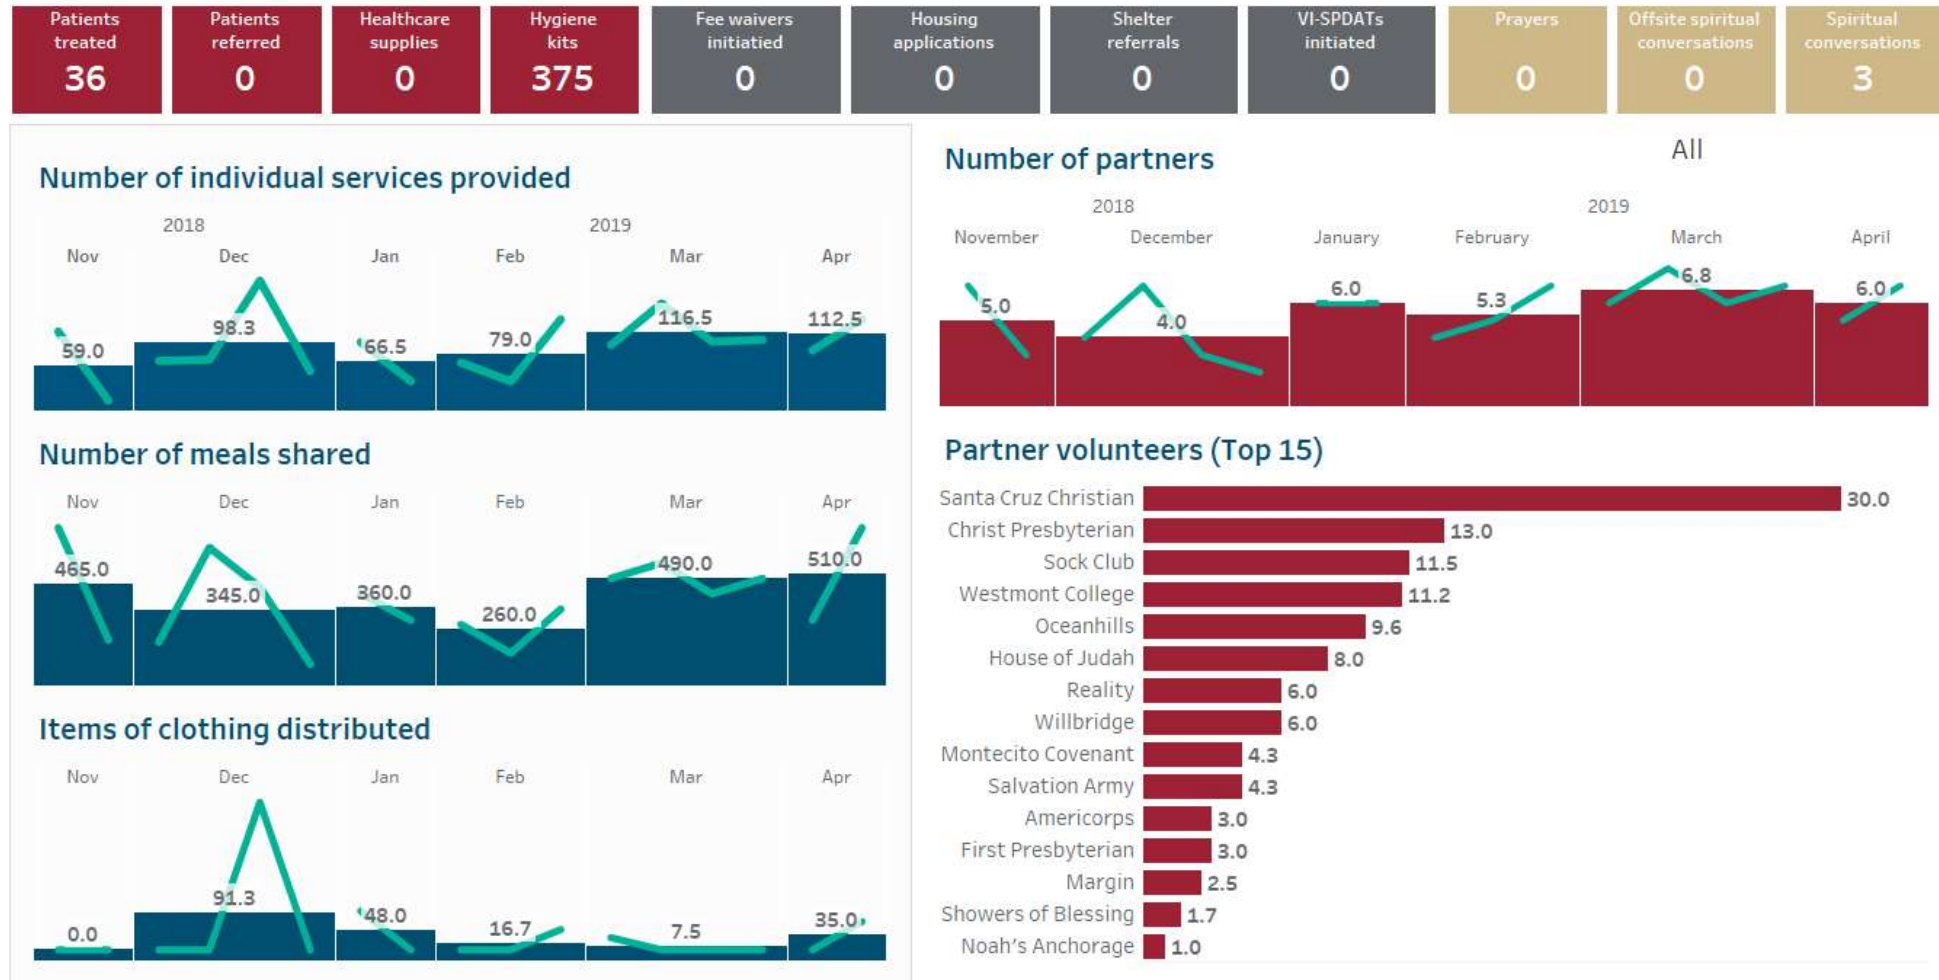 Patients treated 36
Patients referred 0
Healthcare supplies 0
Hygiene kits 375
Fee waivers initiatied 0
Housing applications 0
Shelter referrals 0
VI-SPDATs initiated 0
Prayers 0
Offsite spiritual conversations 0
Spiritual conversations 3
Number of individual services provided
2018 2019
Nov Dec Jan Feb Mar Apr
59.0 98.3 66.5 79.0 116.5 112.5
Number of meals shared
Nov Dec Jan Feb Mar Apr
465.0 345.0 360.0 260.0 490.0 510.0
Items of clothing distributed
Nov Dec Jan Feb Mar Apr
0.0 91.3 48.0 16.7 7.5 35.0
Number of partners
All
2018 2019
November December January February March April
5.0 4.0 6.0 5.3 6.8 6.0
Partner volunteers (Top 15)
Santa Cruz Christian 30.0
Christ Presbyterian 13.0
Sock Club 11.5
Westmont College 11.2
Oceanhills 9.6
House of Judah 8.0
Reality 6.0
Willbridge 6.0
Montecito Covenant 4.3
Salvation Army 4.3
Americorps 3.0
First Presbyterian 3.0
Margin 2.5
Showers of Blessing 1.7
Noah's Anchorage 1.0